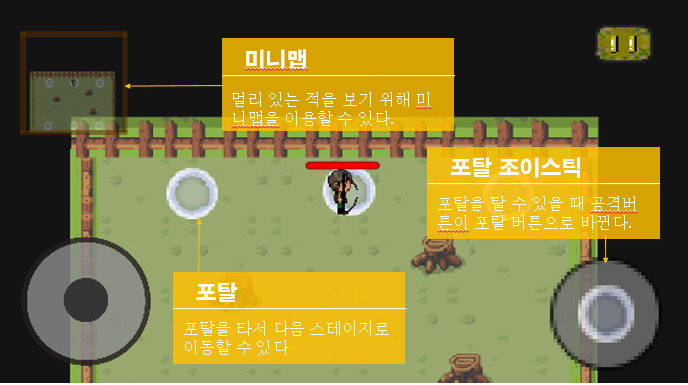 미니맵
멀리 있는 적을 보기 위해 미
니맵을 이용할 수 있다.
포탈 조이스틱
포탈을 탈 수 있을 때 공격버
튼이 포탈 버튼으로 바뀐다.
포탈
포탈을 타서 다음 스테이지로
이동할 수 있다